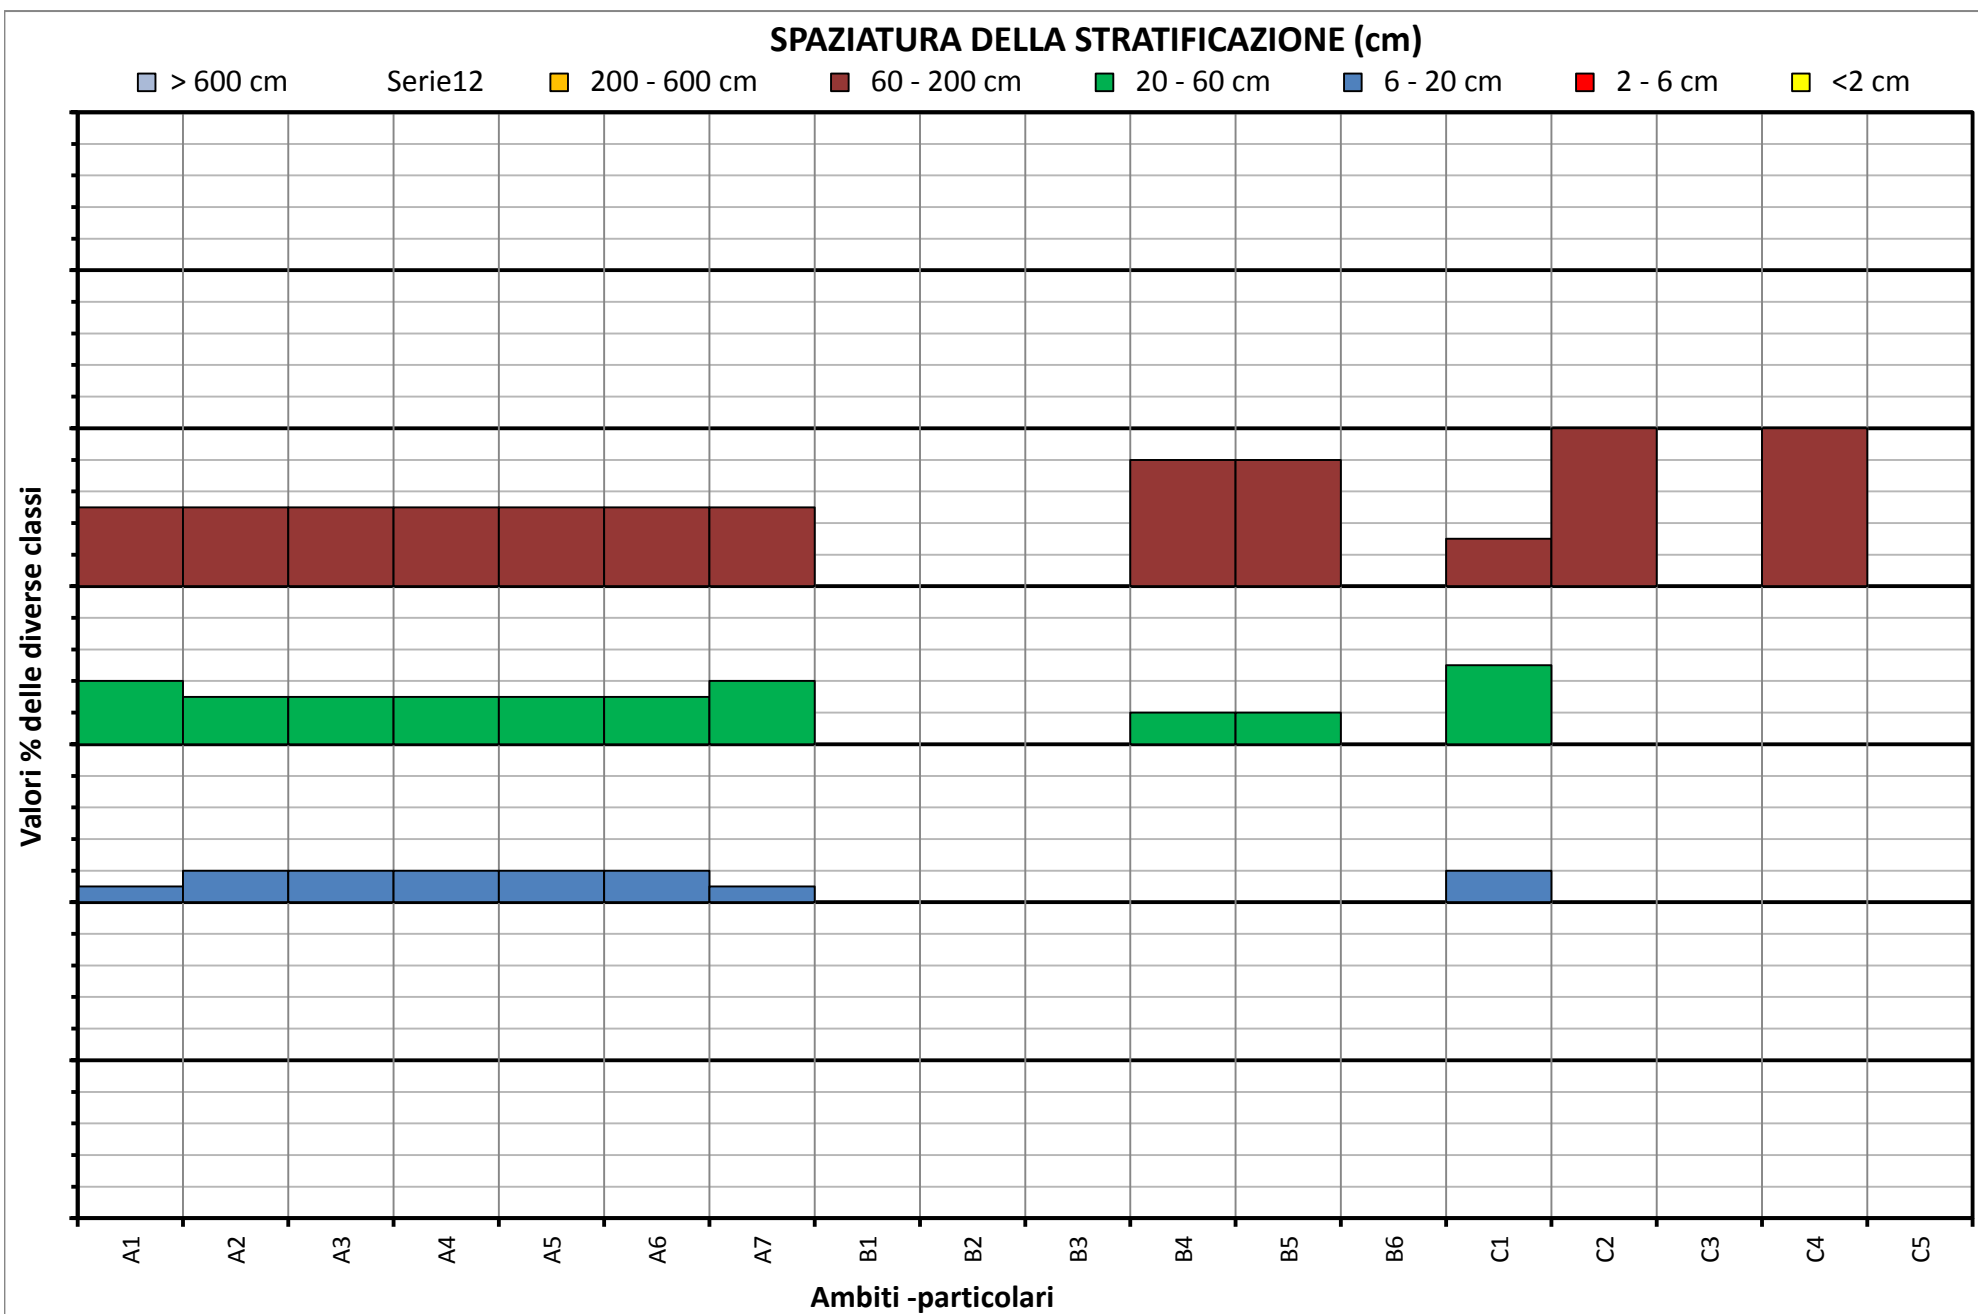 SPAZIATURA DELLA STRATIFICAZIONE (cm)
> 600 cm Serie12 200 - 600 cm 60 - 200 cm 20 - 60 cm 6 - 20 cm 2 - 6 cm <2 cm
Valori % delle diverse classi
A1 A2 A3 A4 A5 A6 A7 B1 B2 B3 B4 B5 B6 C1 C2 C3 C4 C5
Ambiti -particolari